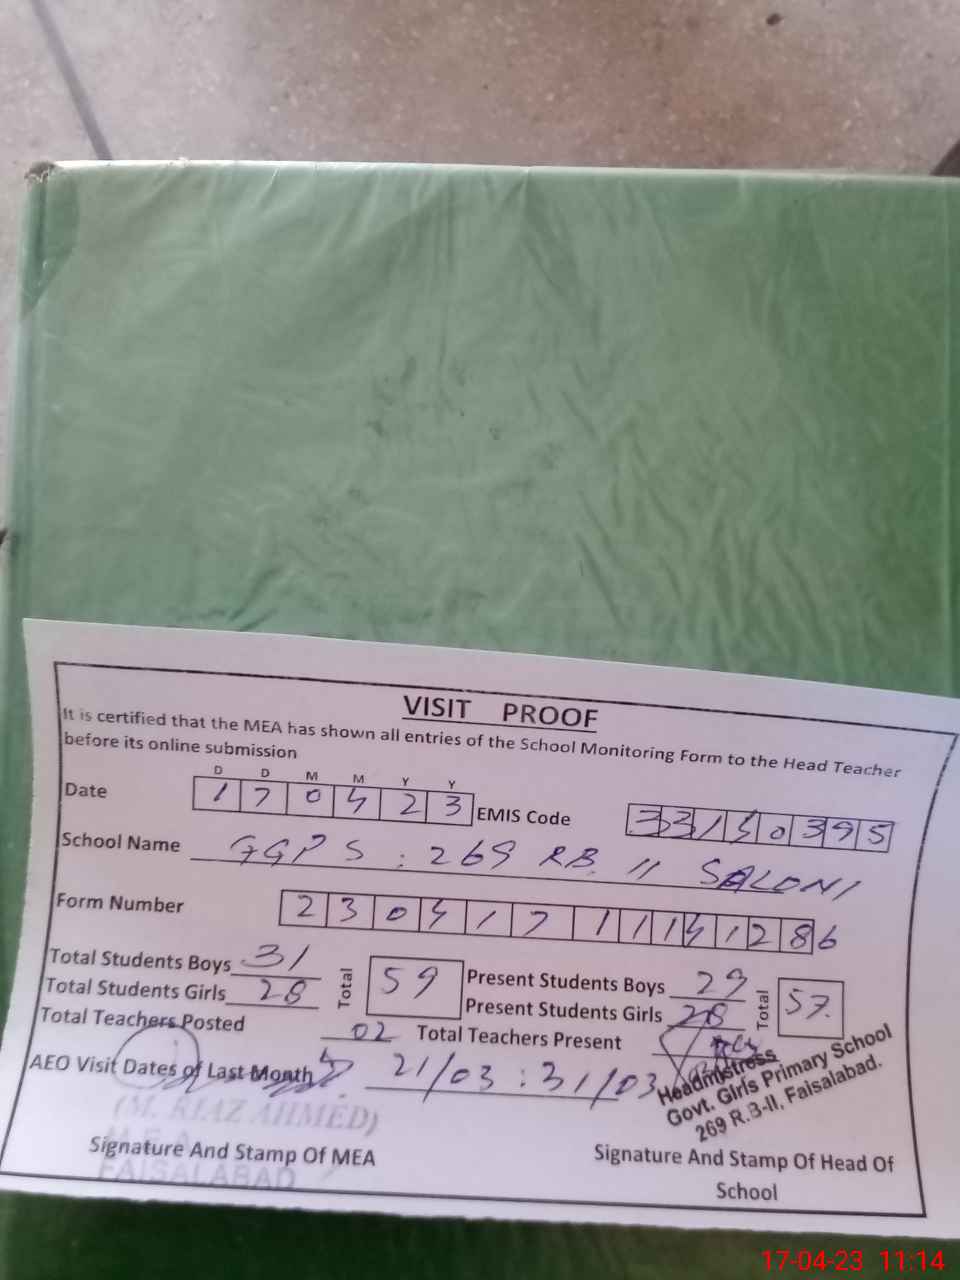 VISIT PROOF
It is certified that the MEA has shown all entries of the School Monitoring Form to the Head Teacher
before its online submission
D D M M Y Y
Date 1 7 0 4 2 3 EMIS Code 3 3 1 5 0 3 9 5
School Name GGPS : 269 RB II SALONI
Form Number 2 3 0 4 1 7 1 1 1 4 1 2 8 6
Total Students Boys 31 Total 59 Present Students Boys 29 Total 57
Total Students Girls 28 Present Students Girls 28
Total Teachers Posted 02 Total Teachers Present
AEO Visit Dates of Last Month 21/03 : 31/03
Headmistress
Govt. Girls Primary School
269 R.B-II, Faisalabad.
(M. RIAZ AHMED)
M.E.A
FAISALABAD
Signature And Stamp Of MEA
Signature And Stamp Of Head Of
School
17-04-23 11:14